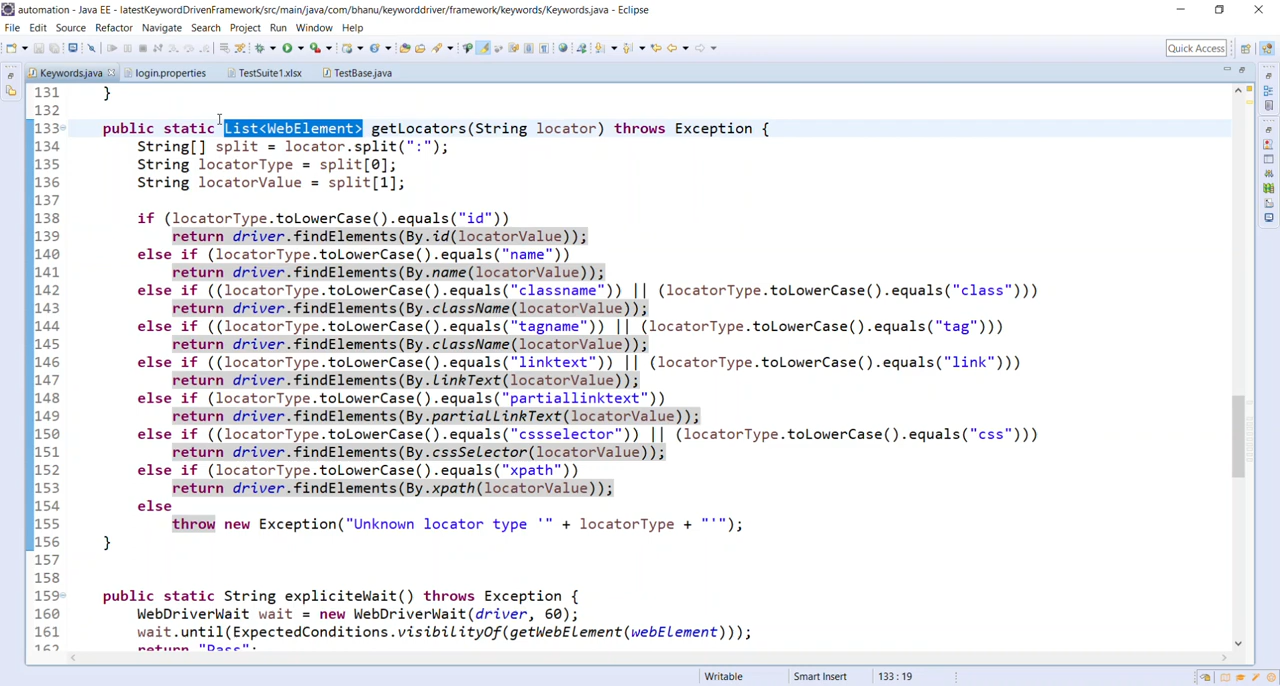 automation - Java EE - latestKeywordDrivenFramework/src/main/java/com/bhanu/keyworddriver/framework/keywords/Keywords.java - Eclipse
File Edit Source Refactor Navigate Search Project Run Window Help
Quick Access
Keywords.java login.properties TestSuite1.xlsx TestBase.java
131 }
132
133 public static List<WebElement> getLocators(String locator) throws Exception {
134 String[] split = locator.split(":");
135 String locatorType = split[0];
136 String locatorValue = split[1];
137
138 if (locatorType.toLowerCase().equals("id"))
139 return driver.findElements(By.id(locatorValue));
140 else if (locatorType.toLowerCase().equals("name"))
141 return driver.findElements(By.name(locatorValue));
142 else if ((locatorType.toLowerCase().equals("classname")) || (locatorType.toLowerCase().equals("class")))
143 return driver.findElements(By.className(locatorValue));
144 else if ((locatorType.toLowerCase().equals("tagname")) || (locatorType.toLowerCase().equals("tag")))
145 return driver.findElements(By.className(locatorValue));
146 else if ((locatorType.toLowerCase().equals("linktext")) || (locatorType.toLowerCase().equals("link")))
147 return driver.findElements(By.linkText(locatorValue));
148 else if (locatorType.toLowerCase().equals("partiallinktext"))
149 return driver.findElements(By.partialLinkText(locatorValue));
150 else if ((locatorType.toLowerCase().equals("cssselector")) || (locatorType.toLowerCase().equals("css")))
151 return driver.findElements(By.cssSelector(locatorValue));
152 else if (locatorType.toLowerCase().equals("xpath"))
153 return driver.findElements(By.xpath(locatorValue));
154 else
155 throw new Exception("Unknown locator type '" + locatorType + "'");
156 }
157
158
159 public static String expliciteWait() throws Exception {
160 WebDriverWait wait = new WebDriverWait(driver, 60);
161 wait.until(ExpectedConditions.visibilityOf(getWebElement(webElement)));
162 return "Pass";
Writable Smart Insert 133 : 19